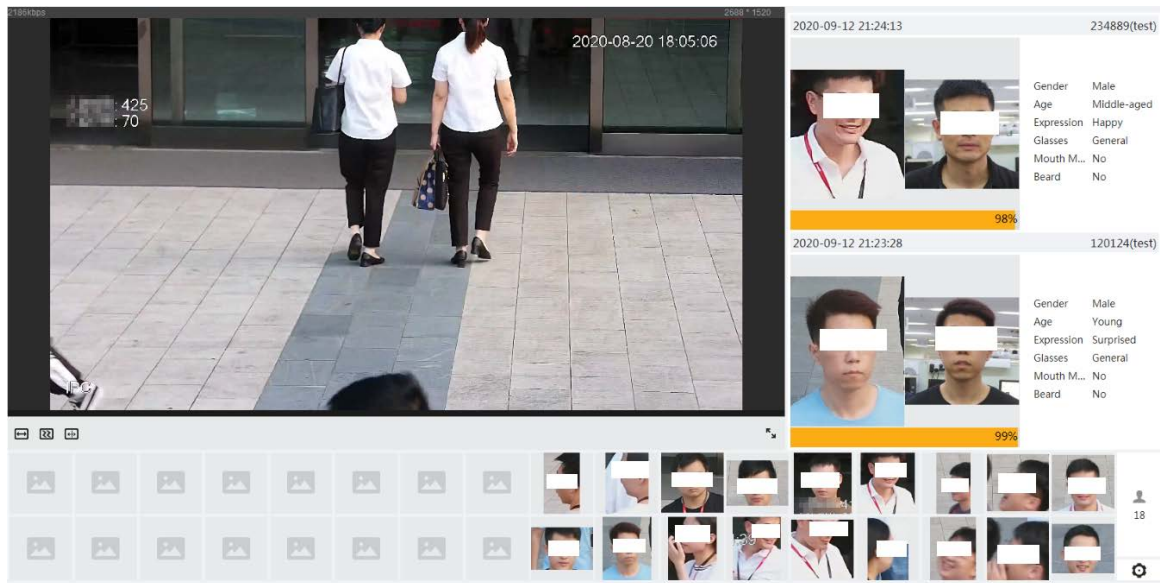 2186kbps
2688 * 1520
2020-08-20 18:05:06
: 425
: 70
IPC
2020-09-12 21:24:13 234889(test)
Gender Male
Age Middle-aged
Expression Happy
Glasses General
Mouth M... No
Beard No
98%
2020-09-12 21:23:28 120124(test)
Gender Male
Age Young
Expression Surprised
Glasses General
Mouth M... No
Beard No
99%
18